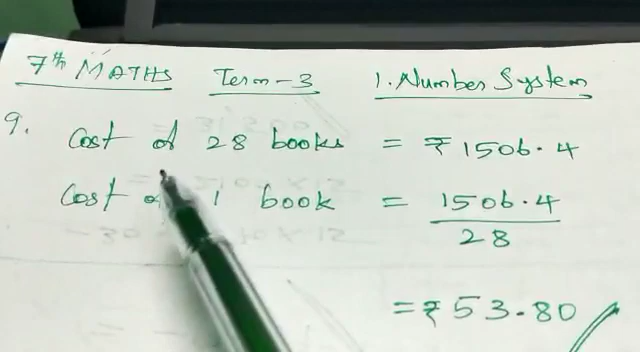 7th MATHS Term-3 1. Number System
9. Cost of 28 books = ₹1506.4
Cost of 1 book = 1506.4
28
= ₹53.80